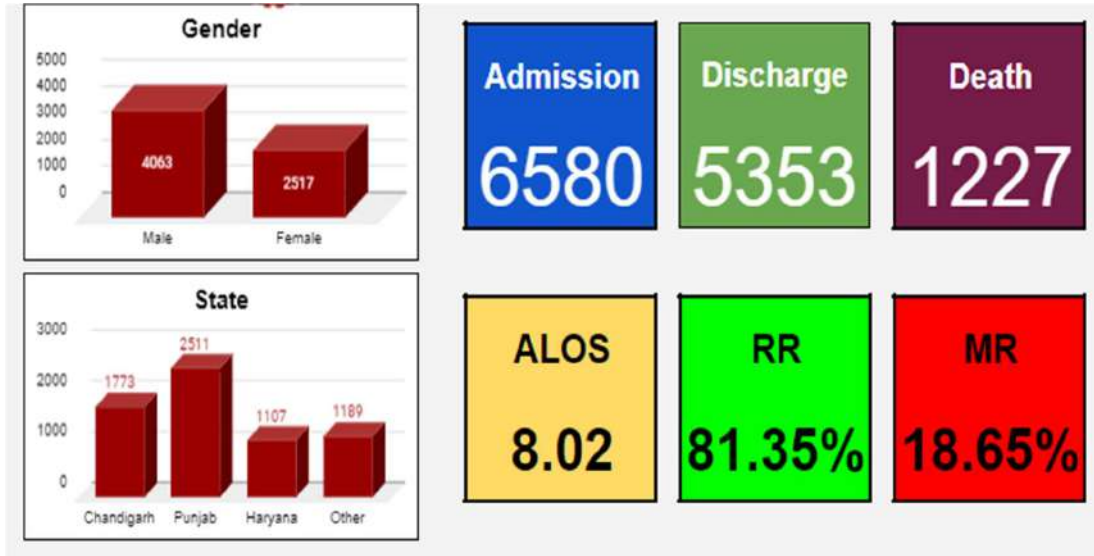 Gender
5000
4000
3000
2000
1000
0
4063
2517
Male Female
Admission
6580
Discharge
5353
Death
1227
State
3000
2000
1000
0
1773
2511
1107
1189
Chandigarh Punjab Haryana Other
ALOS
8.02
RR
81.35%
MR
18.65%